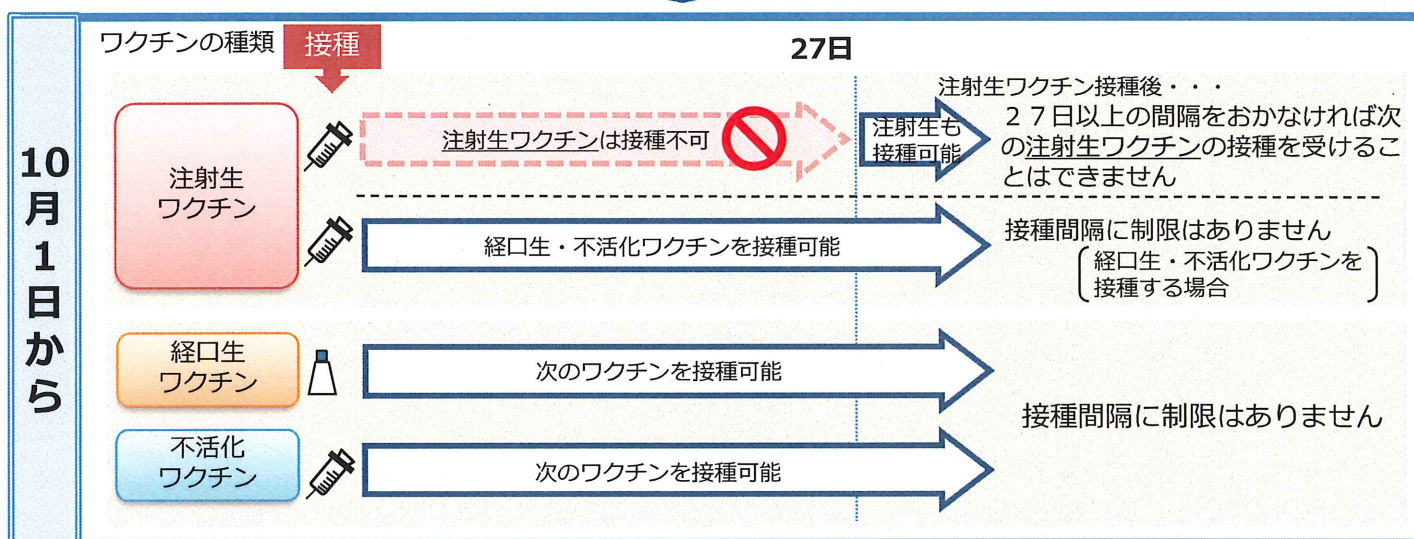 10月1日から
ワクチンの種類
接種
27日
注射生
ワクチン
注射生ワクチンは接種不可
注射生も
接種可能
注射生ワクチン接種後・・・
２７日以上の間隔をおかなければ次
の注射生ワクチンの接種を受けるこ
とはできません
経口生・不活化ワクチンを接種可能
接種間隔に制限はありません
経口生・不活化ワクチンを
接種する場合
経口生
ワクチン
次のワクチンを接種可能
不活化
ワクチン
次のワクチンを接種可能
接種間隔に制限はありません